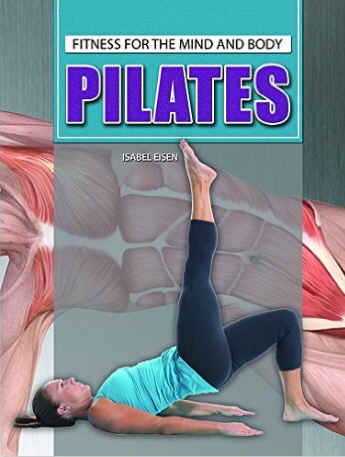 FITNESS FOR THE MIND AND BODY
PILATES
ISABEL EISEN